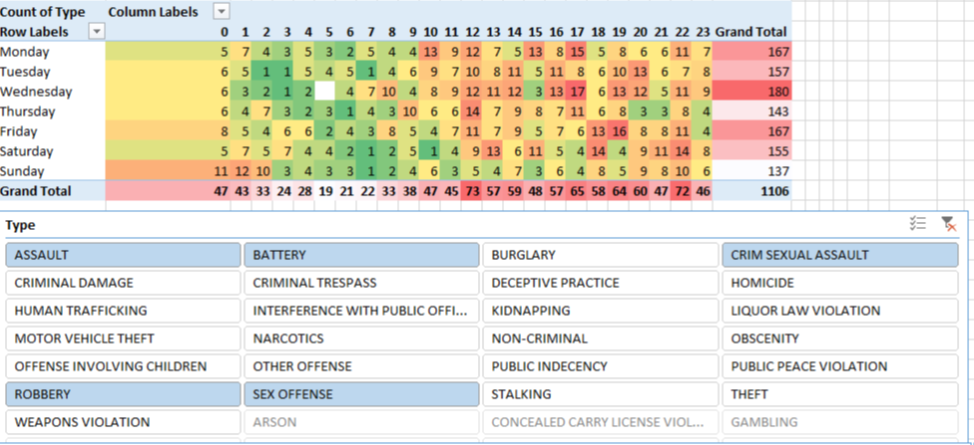 Count of Type Column Labels
Row Labels 0 1 2 3 4 5 6 7 8 9 10 11 12 13 14 15 16 17 18 19 20 21 22 23 Grand Total
Monday 5 7 4 3 5 3 2 5 4 4 13 9 12 7 5 13 8 15 5 8 6 6 11 7 167
Tuesday 6 5 1 1 5 4 5 1 4 6 9 7 10 8 11 5 11 8 6 10 13 6 7 8 157
Wednesday 6 3 2 1 2 4 7 10 4 8 9 12 11 12 3 13 17 6 13 12 5 11 9 180
Thursday 6 4 7 3 2 3 1 4 3 10 6 6 14 7 9 8 7 11 6 8 3 3 8 4 143
Friday 8 5 4 6 6 2 4 3 8 5 4 7 11 7 9 5 7 6 13 16 8 8 11 4 167
Saturday 5 7 5 7 4 4 2 1 2 5 1 4 9 13 6 11 5 4 14 4 9 11 14 8 155
Sunday 11 12 10 3 4 3 3 1 2 4 6 3 5 4 7 3 6 4 8 5 9 8 10 6 137
Grand Total 47 43 33 24 28 19 21 22 33 38 47 45 73 57 59 48 57 65 58 64 60 47 72 46 1106
Type
ASSAULT BATTERY BURGLARY CRIM SEXUAL ASSAULT
CRIMINAL DAMAGE CRIMINAL TRESPASS DECEPTIVE PRACTICE HOMICIDE
HUMAN TRAFFICKING INTERFERENCE WITH PUBLIC OFFI... KIDNAPPING LIQUOR LAW VIOLATION
MOTOR VEHICLE THEFT NARCOTICS NON-CRIMINAL OBSCENITY
OFFENSE INVOLVING CHILDREN OTHER OFFENSE PUBLIC INDECENCY PUBLIC PEACE VIOLATION
ROBBERY SEX OFFENSE STALKING THEFT
WEAPONS VIOLATION ARSON CONCEALED CARRY LICENSE VIOL... GAMBLING